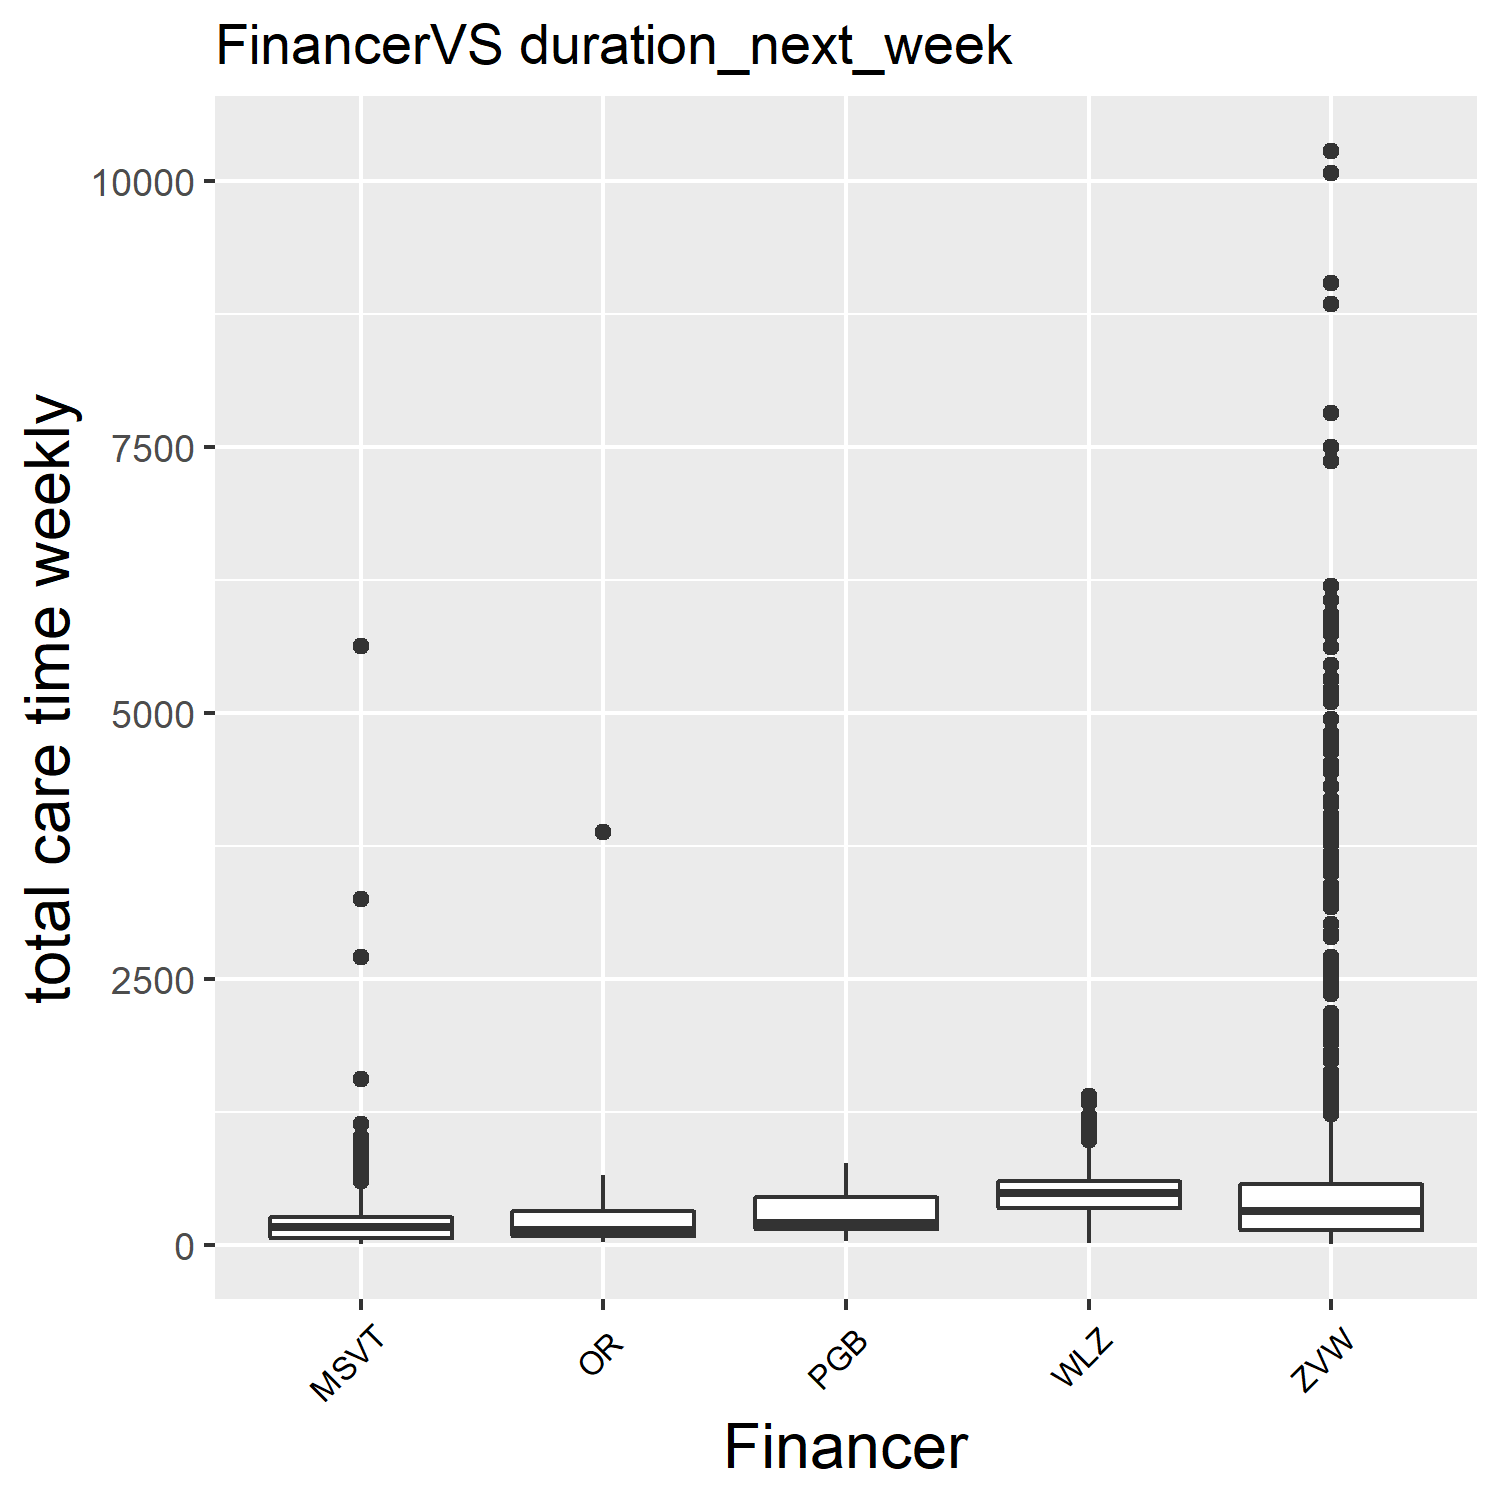 FinancerVS duration_next_week
total care time weekly
10000
7500
5000
2500
0
MSVT
OR
PGB
WLZ
ZVW
Financer